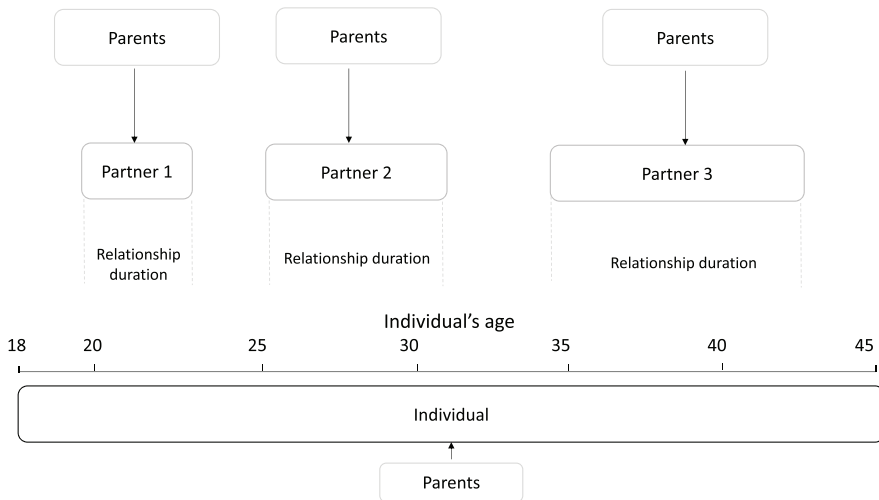 Parents
Parents
Parents
Partner 1
Partner 2
Partner 3
Relationship
duration
Relationship duration
Relationship duration
Individual’s age
18
20
25
30
35
40
45
Individual
Parents